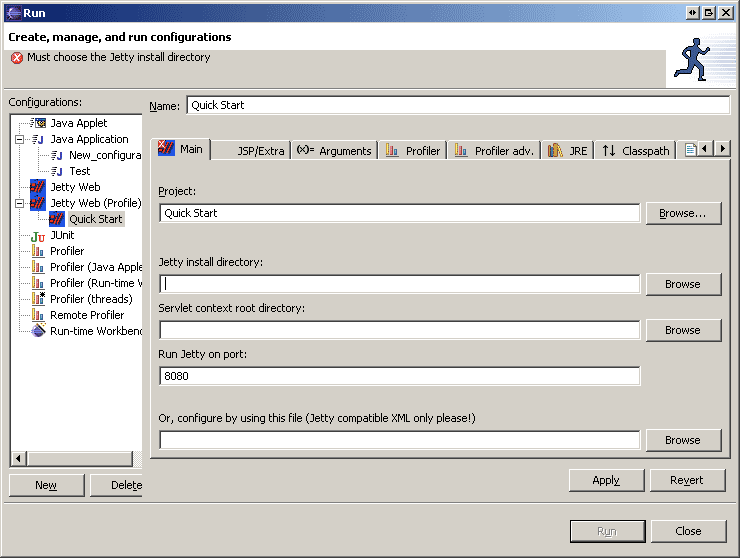 Run
Create, manage, and run configurations
Must choose the Jetty install directory
Configurations:
Java Applet
Java Application
New_configura
Test
Jetty Web
Jetty Web (Profile)
Quick Start
JUnit
Profiler
Profiler (Java Apple
Profiler (Run-time W
Profiler (threads)
Remote Profiler
Run-time Workbenc
New
Delete
Name: Quick Start
Main JSP/Extra (x)= Arguments Profiler Profiler adv. JRE Classpath
Project:
Quick Start Browse...
Jetty install directory:
Browse
Servlet context root directory:
Browse
Run Jetty on port:
8080
Or, configure by using this file (Jetty compatible XML only please!)
Browse
Apply Revert
Run Close